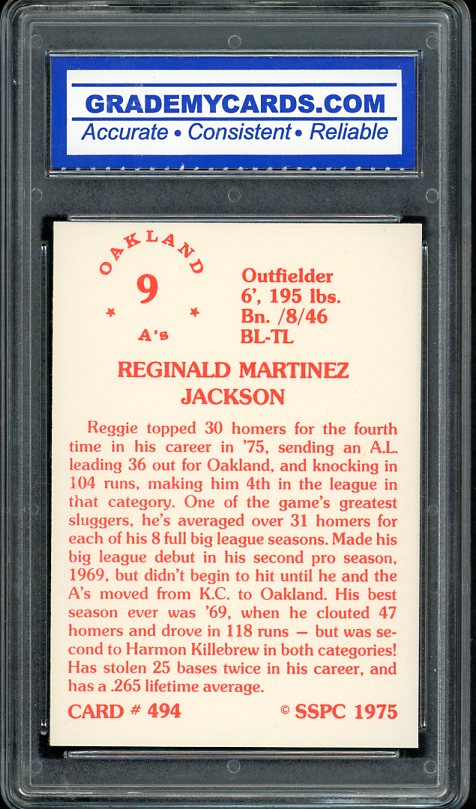 GRADEMYCARDS.COM
Accurate • Consistent • Reliable
OAKLAND
9
A's
Outfielder
6', 195 lbs.
Bn. /8/46
BL-TL
REGINALD MARTINEZ
JACKSON
Reggie topped 30 homers for the fourth
time in his career in '75, sending an A.L.
leading 36 out for Oakland, and knocking in
104 runs, making him 4th in the league in
that category. One of the game's greatest
sluggers, he's averaged over 31 homers for
each of his 8 full big league seasons. Made his
big league debut in his second pro season,
1969, but didn't begin to hit until he and the
A's moved from K.C. to Oakland. His best
season ever was '69, when he clouted 47
homers and drove in 118 runs — but was se-
cond to Harmon Killebrew in both categories!
Has stolen 25 bases twice in his career, and
has a .265 lifetime average.
CARD # 494
© SSPC 1975